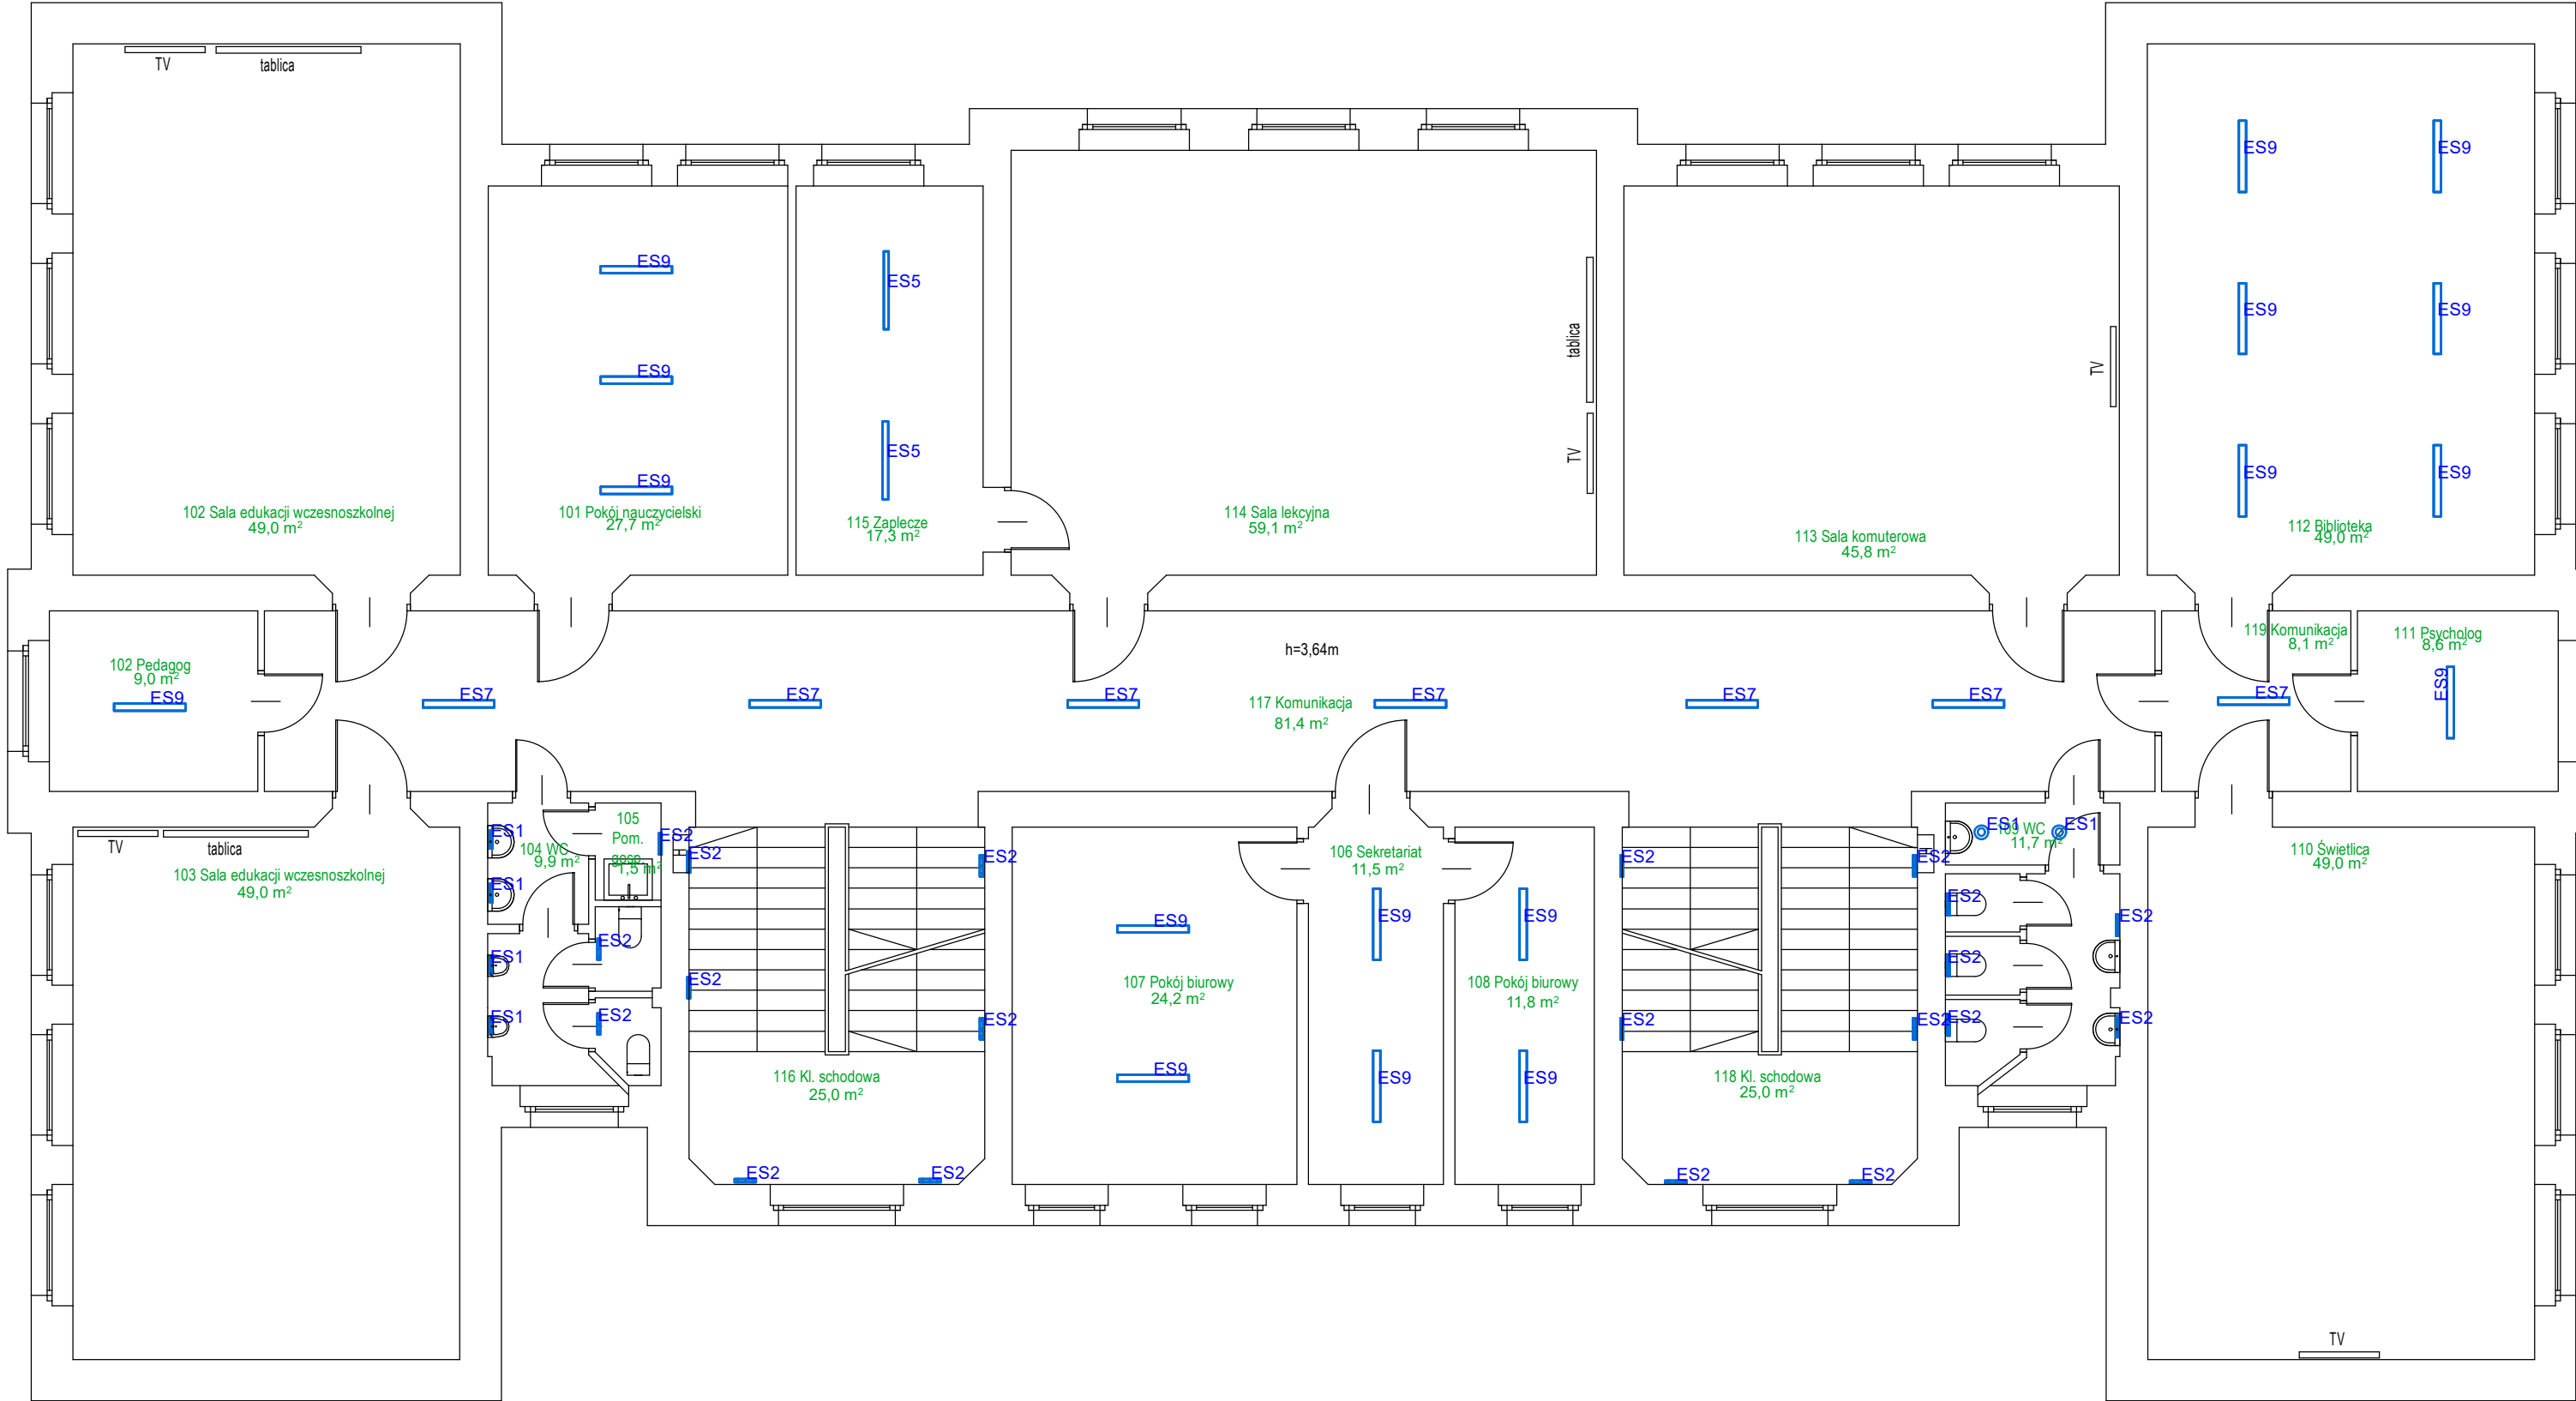 TV
tablica
102 Sala edukacji wczesnoszkolnej
49,0 m²
ES9
ES9
ES9
101 Pokój nauczycielski
27,7 m²
ES5
ES5
115 Zaplecze
17,3 m²
114 Sala lekcyjna
59,1 m²
tablica
TV
113 Sala komuterowa
45,8 m²
TV
ES9
ES9
ES9
ES9
ES9
ES9
112 Biblioteka
49,0 m²
102 Pedagog
9,0 m²
ES9
ES7
ES7
ES7
h=3,64m
117 Komunikacja
81,4 m²
ES7
ES7
ES7
119 Komunikacja
8,1 m²
ES7
111 Psycholog
8,6 m²
ES9
TV
tablica
103 Sala edukacji wczesnoszkolnej
49,0 m²
ES1
ES1
ES1
ES1
104 WC
9,9 m²
105
Pom.
gosp.
1,5 m²
ES2
ES2
ES2
ES2
ES2
ES2
ES2
116 Kl. schodowa
25,0 m²
ES2
ES2
ES9
107 Pokój biurowy
24,2 m²
ES9
106 Sekretariat
11,5 m²
ES9
ES9
ES9
108 Pokój biurowy
11,8 m²
ES9
ES2
ES2
ES2
ES2
118 Kl. schodowa
25,0 m²
ES2
ES2
ES1
109 WC
11,7 m²
ES1
ES2
ES2
ES2
ES2
ES2
110 Świetlica
49,0 m²
TV